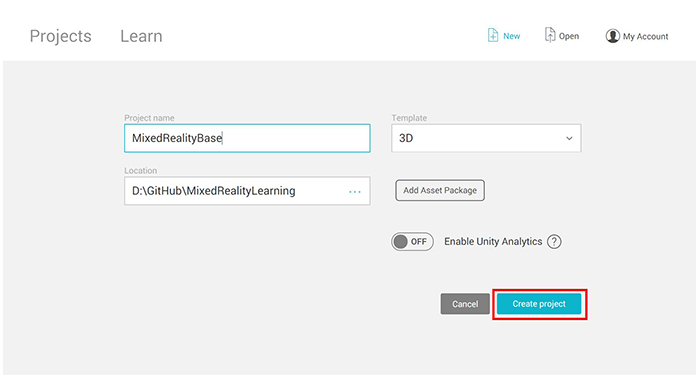 Projects Learn New Open My Account
Project name Template
MixedRealityBase 3D
Location
D:\GitHub\MixedRealityLearning ... Add Asset Package
OFF Enable Unity Analytics ?
Cancel Create project